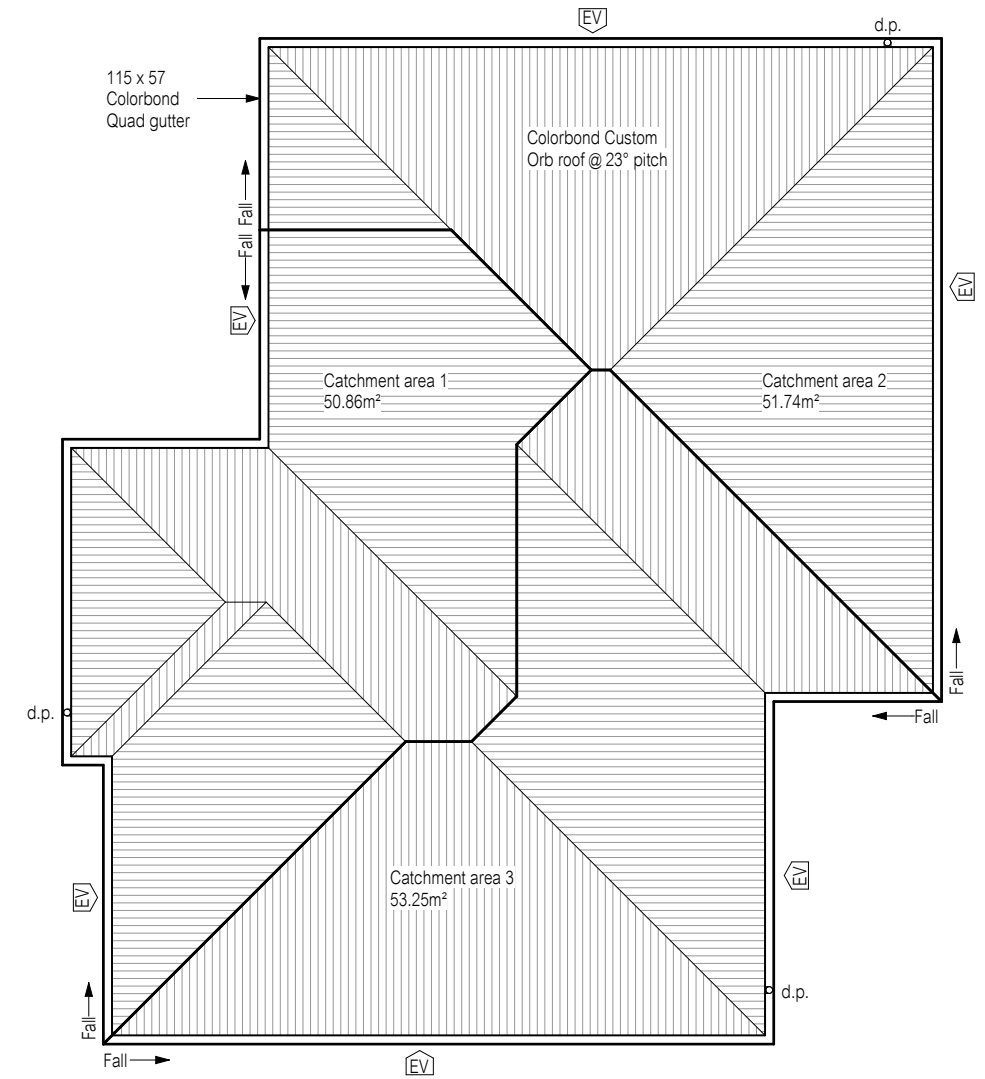 EV
d.p.
115 x 57
Colorbond
Quad gutter
Colorbond Custom
Orb roof @ 23° pitch
Fall
Fall
EV
EV
Catchment area 1
50.86m²
Catchment area 2
51.74m²
Fall
Fall
d.p.
EV
EV
Catchment area 3
53.25m²
d.p.
Fall
Fall
EV